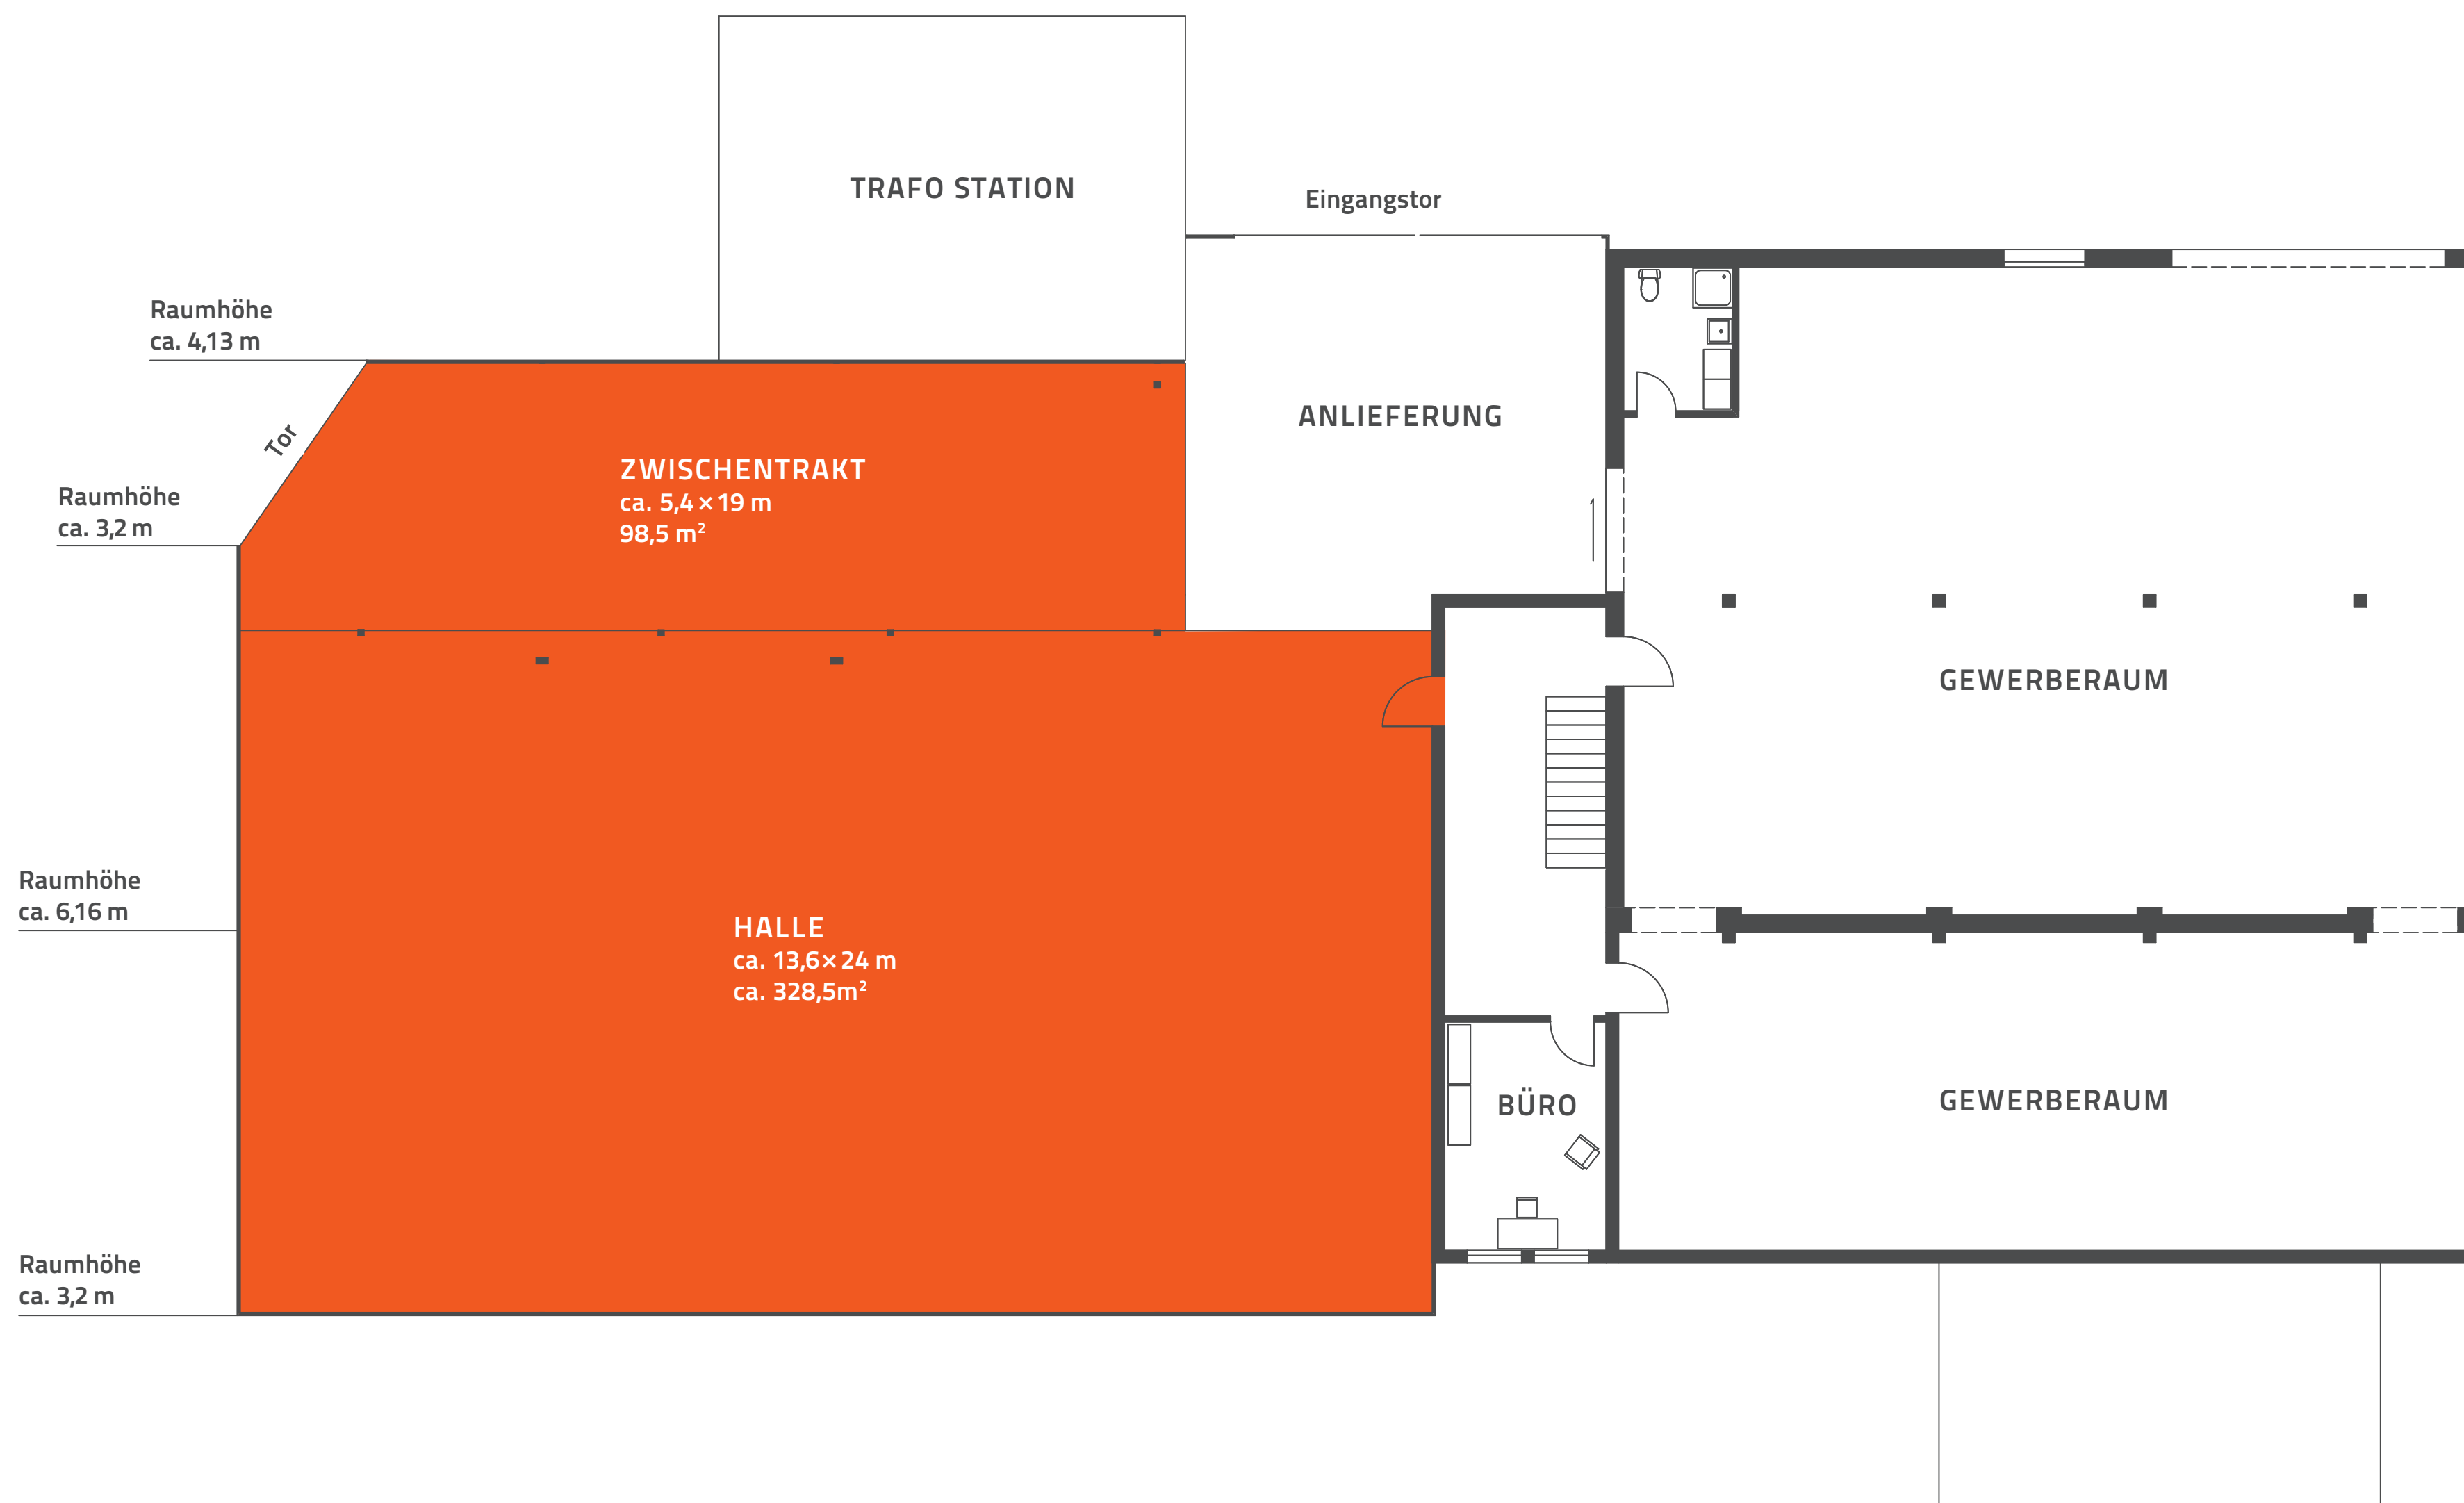 TRAFO STATION
Eingangstor
Raumhöhe
ca. 4,13 m
Tor
ANLIEFERUNG
ZWISCHENTRAKT
ca. 5,4 × 19 m
98,5 m²
Raumhöhe
ca. 3,2 m
GEWERBERAUM
Raumhöhe
ca. 6,16 m
HALLE
ca. 13,6 × 24 m
ca. 328,5m²
BÜRO
GEWERBERAUM
Raumhöhe
ca. 3,2 m